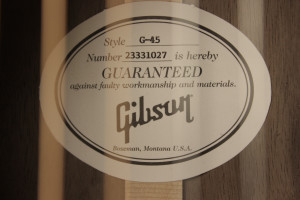 Style G-45
Number 23331027 is hereby
GUARANTEED
against faulty workmanship and materials.
Gibson
Bozeman, Montana U.S.A.